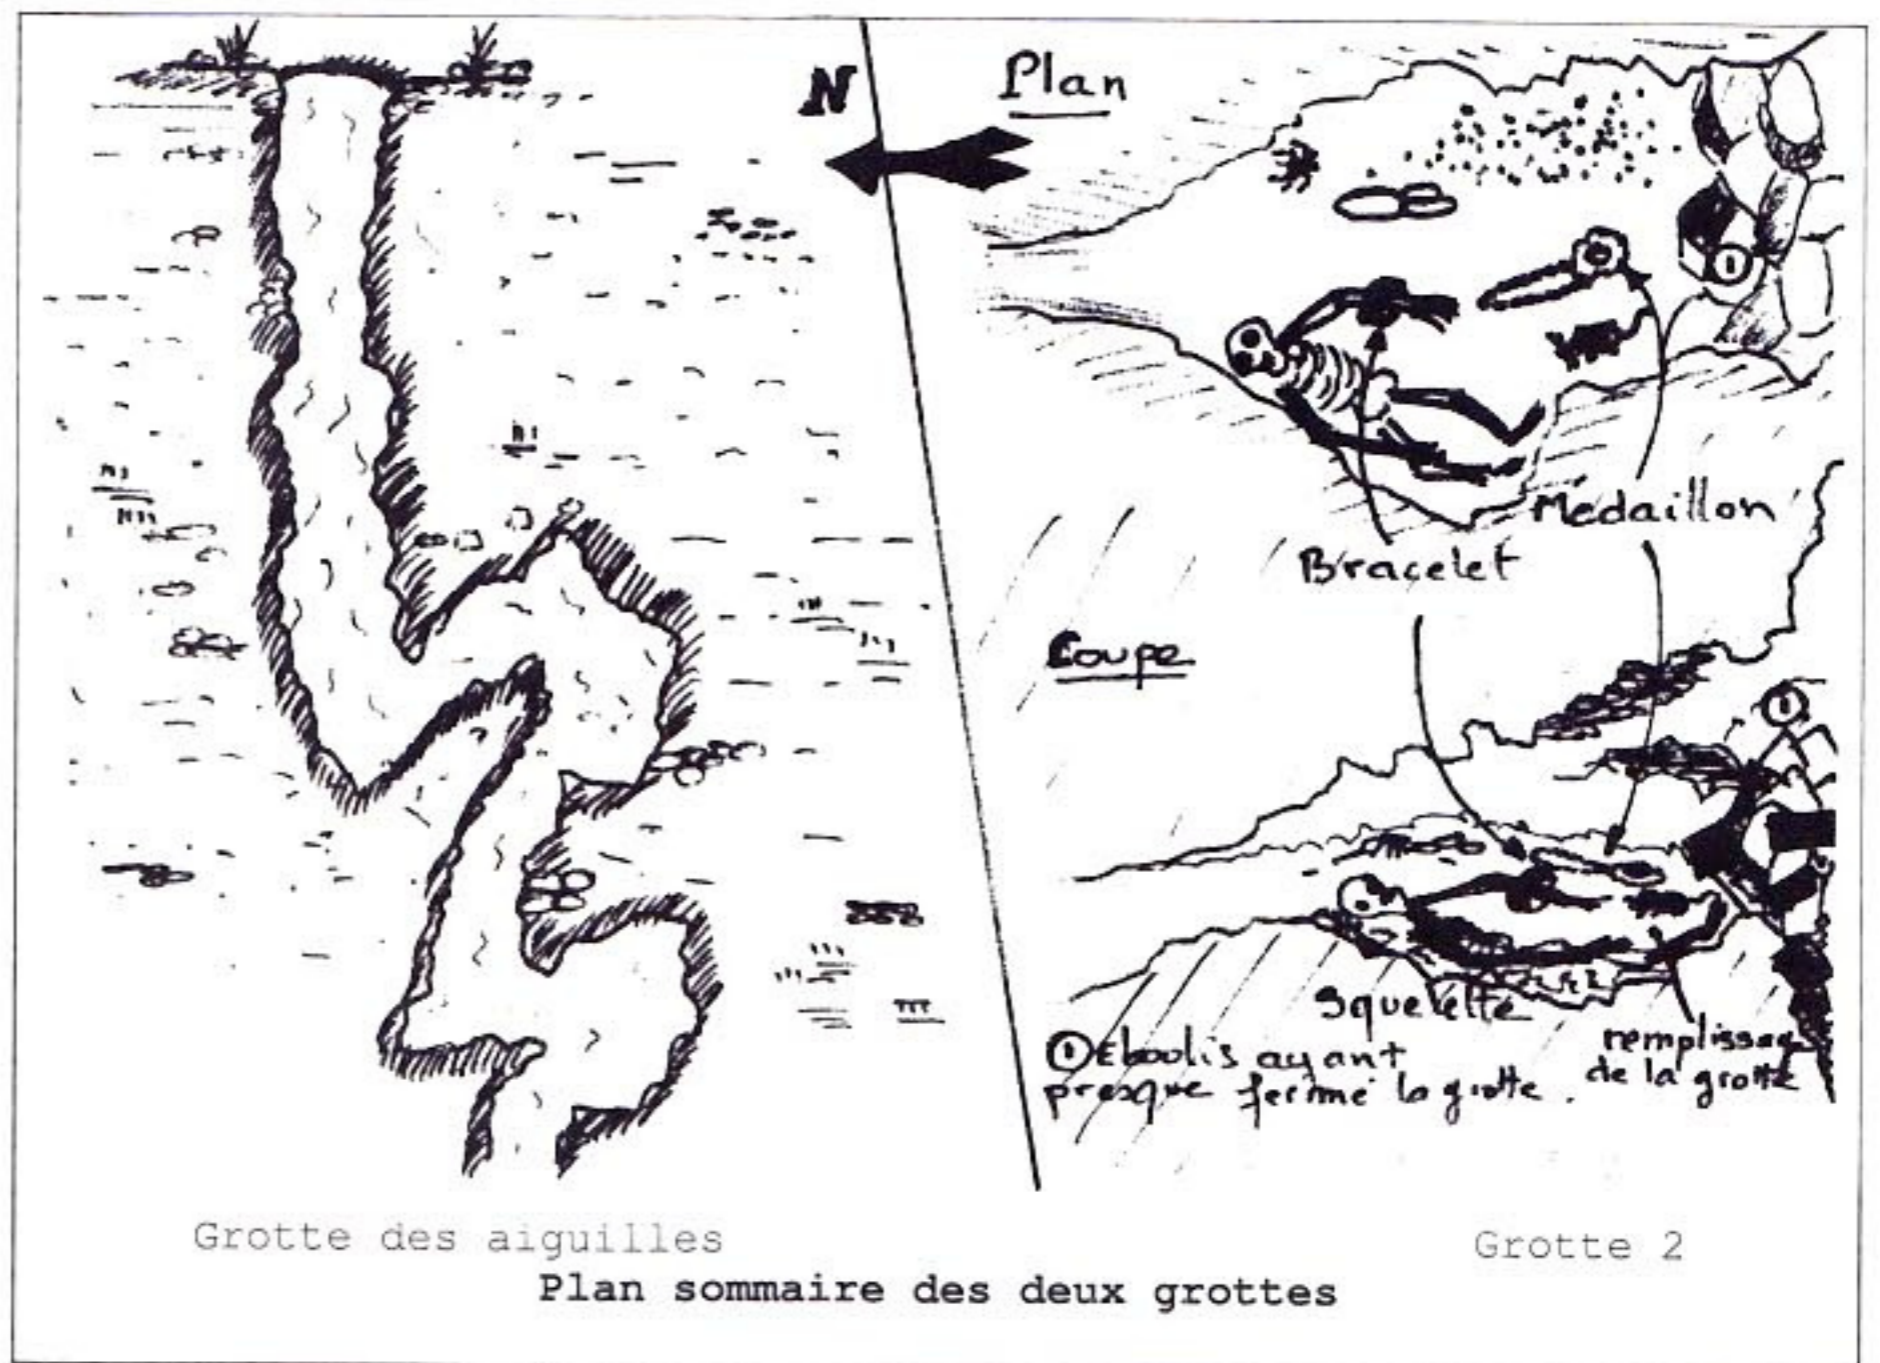 N
Plan
Medaillon
Bracelet
Coupe
Squelette
① Eboulis ayant
presque fermé la grotte.
remplissage
de la grotte
Grotte des aiguilles
Grotte 2
Plan sommaire des deux grottes